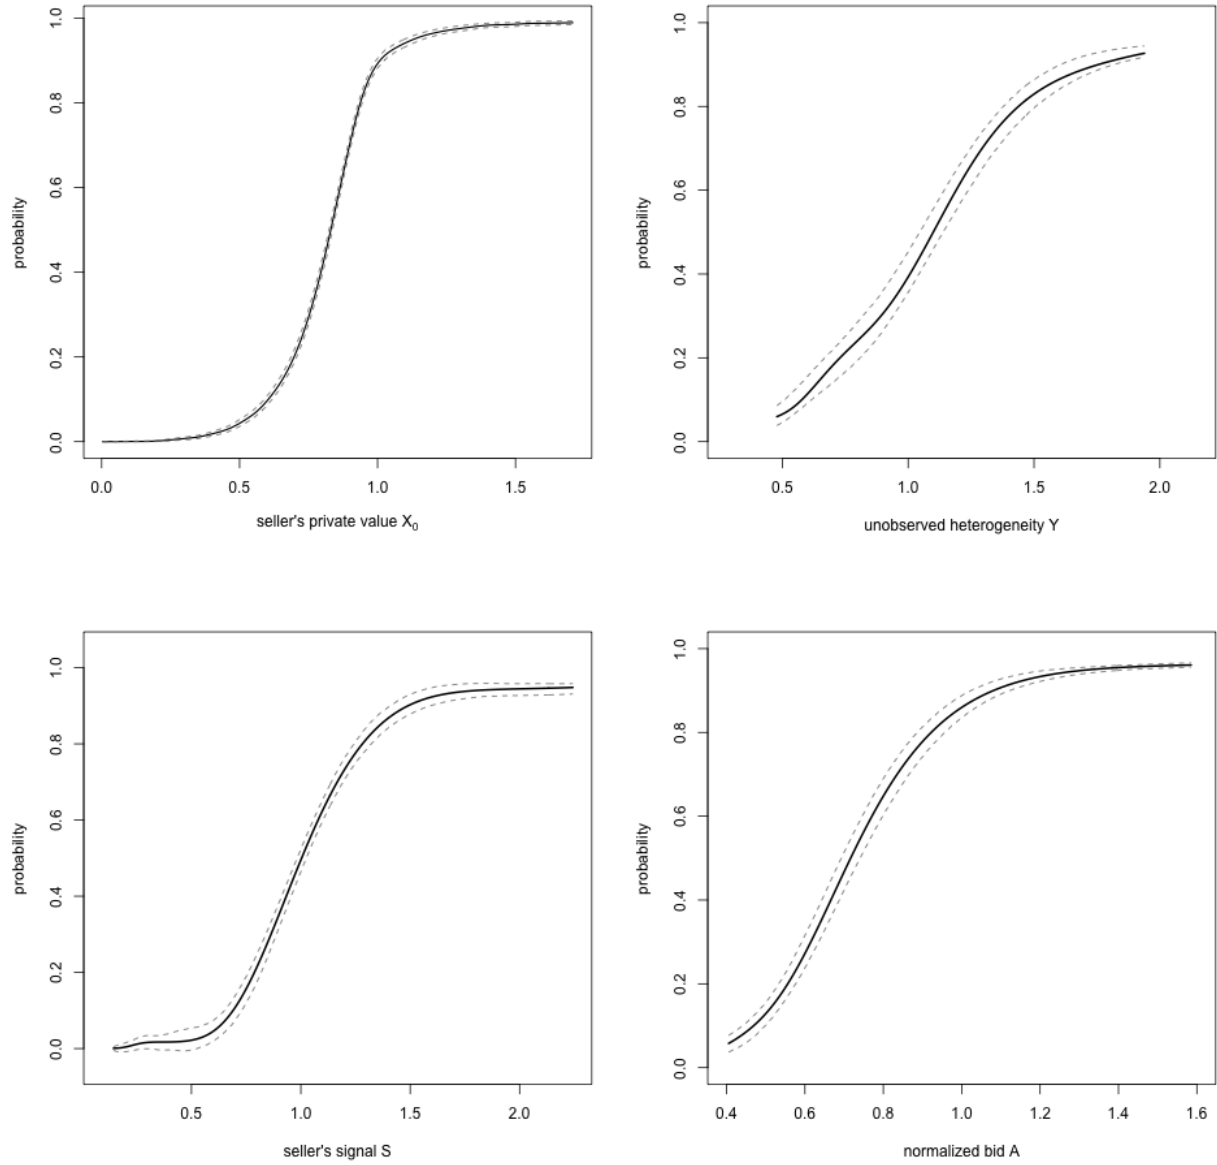 1.0
0.8
0.6
0.4
0.2
0.0
probability
0.0 0.5 1.0 1.5
seller's private value X₀
1.0
0.8
0.6
0.4
0.2
0.0
probability
0.5 1.0 1.5 2.0
unobserved heterogeneity Y
1.0
0.8
0.6
0.4
0.2
0.0
probability
0.5 1.0 1.5 2.0
seller's signal S
1.0
0.8
0.6
0.4
0.2
0.0
probability
0.4 0.6 0.8 1.0 1.2 1.4 1.6
normalized bid A